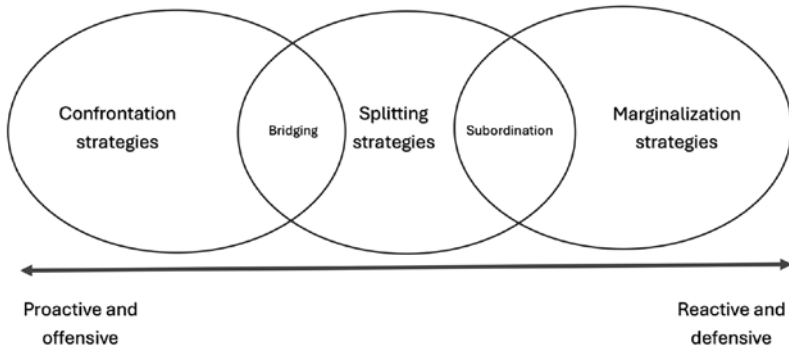 Confrontation
strategies
Bridging
Splitting
strategies
Subordination
Marginalization
strategies
Proactive and
offensive
Reactive and
defensive